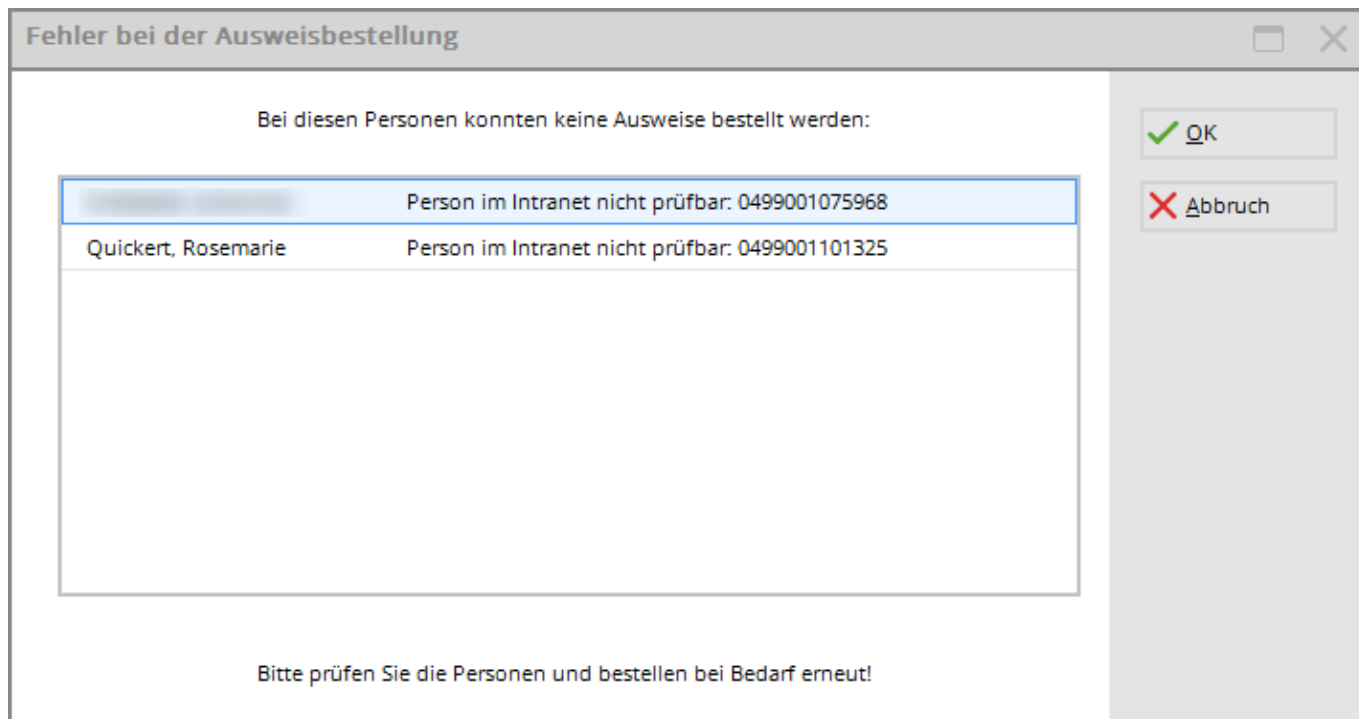 Fehler bei der Ausweisbestellung
Bei diesen Personen konnten keine Ausweise bestellt werden:
OK
Person im Intranet nicht prüfbar: 0499001075968
Abbruch
Quickert, Rosemarie Person im Intranet nicht prüfbar: 0499001101325
Bitte prüfen Sie die Personen und bestellen bei Bedarf erneut!